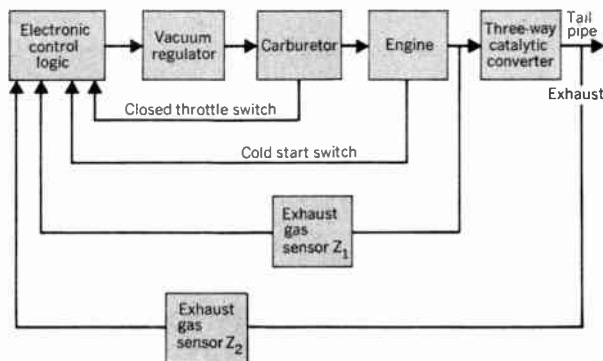 Electronic
control
logic
Vacuum
regulator
Carburetor
Engine
Three-way
catalytic
converter
Tail
pipe
Exhaust
Closed throttle switch
Cold start switch
Exhaust
gas
sensor Z₁
Exhaust
gas
sensor Z₂